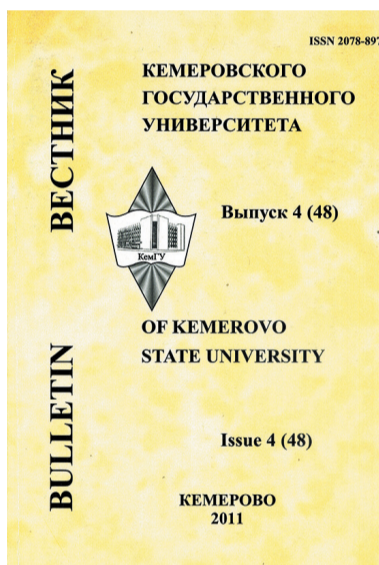 ISSN 2078-897
ВЕСТНИК
КЕМЕРОВСКОГО
ГОСУДАРСТВЕННОГО
УНИВЕРСИТЕТА
Выпуск 4 (48)
КемГУ
BULLETIN
OF KEMEROVO
STATE UNIVERSITY
Issue 4 (48)
КЕМЕРОВО
2011